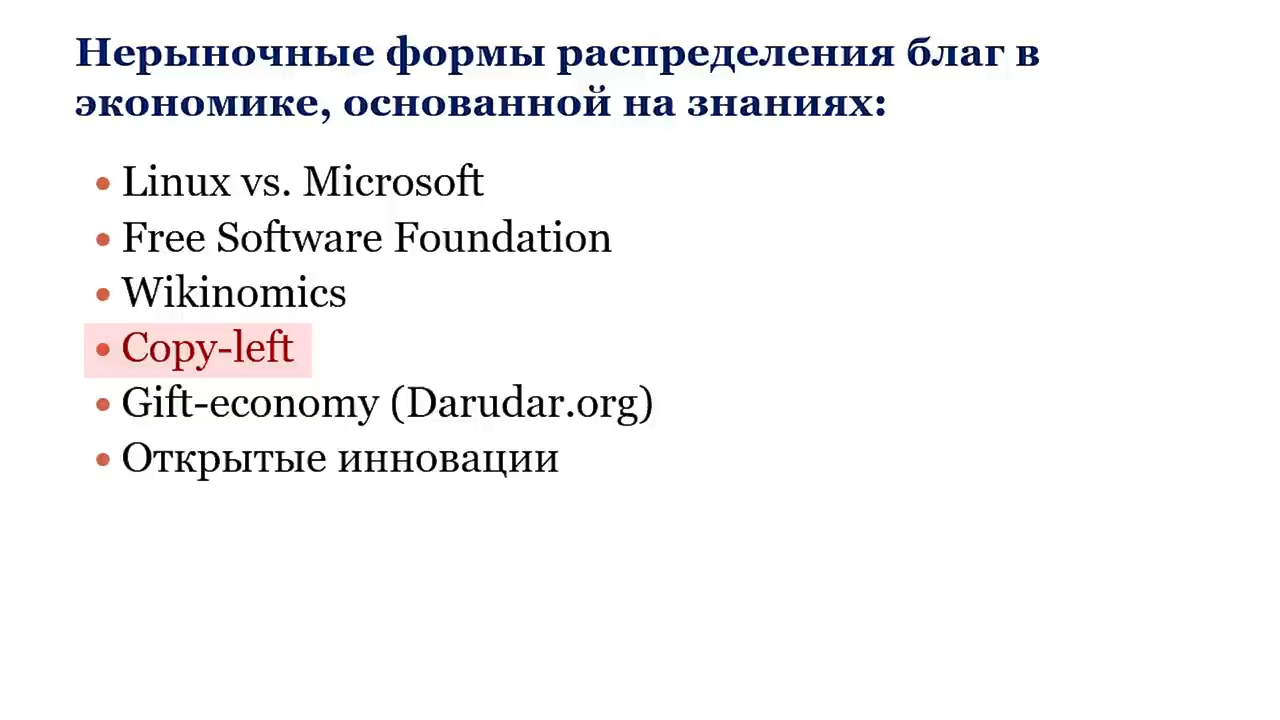 Нерыночные формы распределения благ в
экономике, основанной на знаниях:
• Linux vs. Microsoft
• Free Software Foundation
• Wikinomics
• Copy-left
• Gift-economy (Darudar.org)
• Открытые инновации